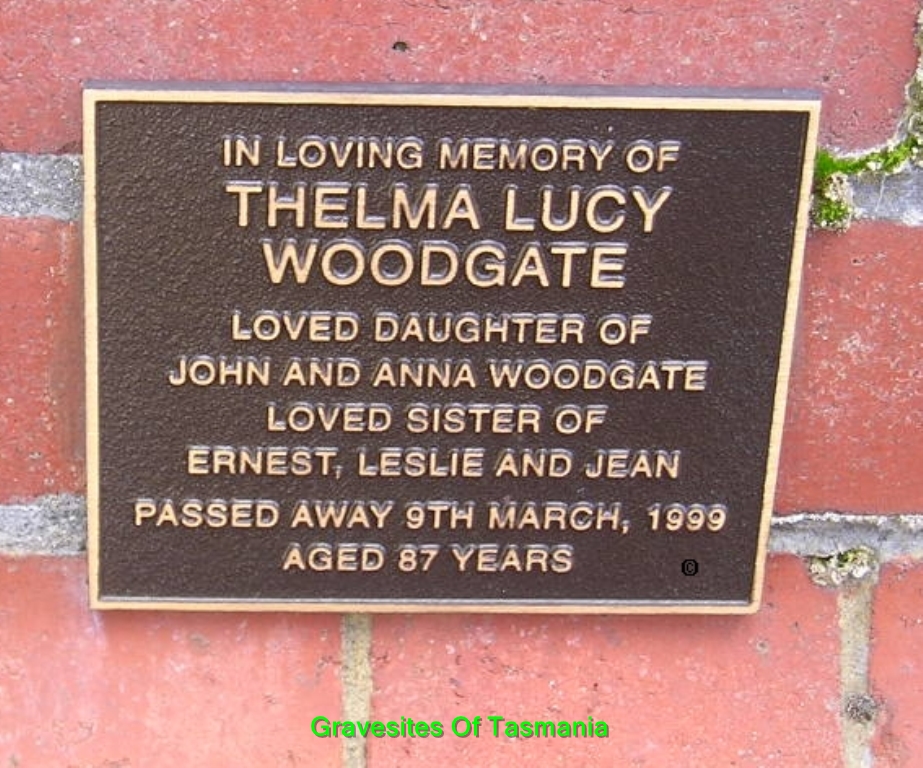 IN LOVING MEMORY OF
THELMA LUCY
WOODGATE
LOVED DAUGHTER OF
JOHN AND ANNA WOODGATE
LOVED SISTER OF
ERNEST, LESLIE AND JEAN
PASSED AWAY 9TH MARCH, 1999
AGED 87 YEARS
©
Gravesites Of Tasmania